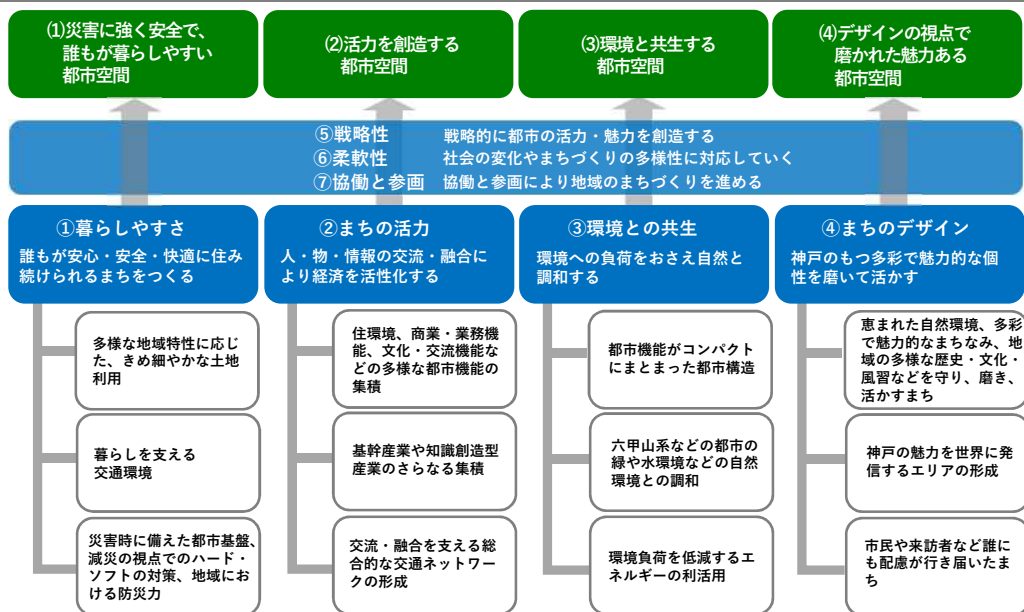 ⑴災害に強く安全で、
誰もが暮らしやすい
都市空間
⑵活力を創造する
都市空間
⑶環境と共生する
都市空間
⑷デザインの視点で
磨かれた魅力ある
都市空間
⑤戦略性 戦略的に都市の活力・魅力を創造する
⑥柔軟性 社会の変化やまちづくりの多様性に対応していく
⑦協働と参画 協働と参画により地域のまちづくりを進める
①暮らしやすさ
誰もが安心・安全・快適に住み
続けられるまちをつくる
②まちの活力
人・物・情報の交流・融合に
より経済を活性化する
③環境との共生
環境への負荷をおさえ自然と
調和する
④まちのデザイン
神戸のもつ多彩で魅力的な個
性を磨いて活かす
多様な地域特性に応じ
た、きめ細やかな土地
利用
暮らしを支える
交通環境
災害時に備えた都市基盤、
減災の視点でのハード・
ソフトの対策、地域にお
ける防災力
住環境、商業・業務機
能、文化・交流機能な
どの多様な都市機能の
集積
基幹産業や知識創造型
産業のさらなる集積
交流・融合を支える総
合的な交通ネットワー
クの形成
都市機能がコンパクト
にまとまった都市構造
六甲山系などの都市の
緑や水環境などの自然
環境との調和
環境負荷を低減するエ
ネルギーの利活用
恵まれた自然環境、多彩
で魅力的なまちなみ、地
域の多様な歴史・文化・
風習などを守り、磨き、
活かすまち
神戸の魅力を世界に発
信するエリアの形成
市民や来訪者など誰に
も配慮が行き届いたま
ち